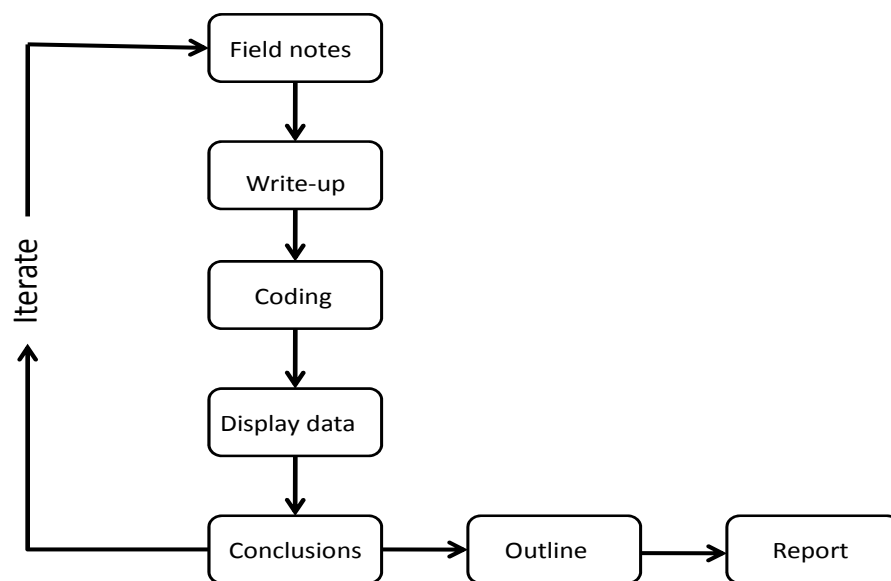 Field notes
Write-up
Coding
Display data
Conclusions
Outline
Report
Iterate